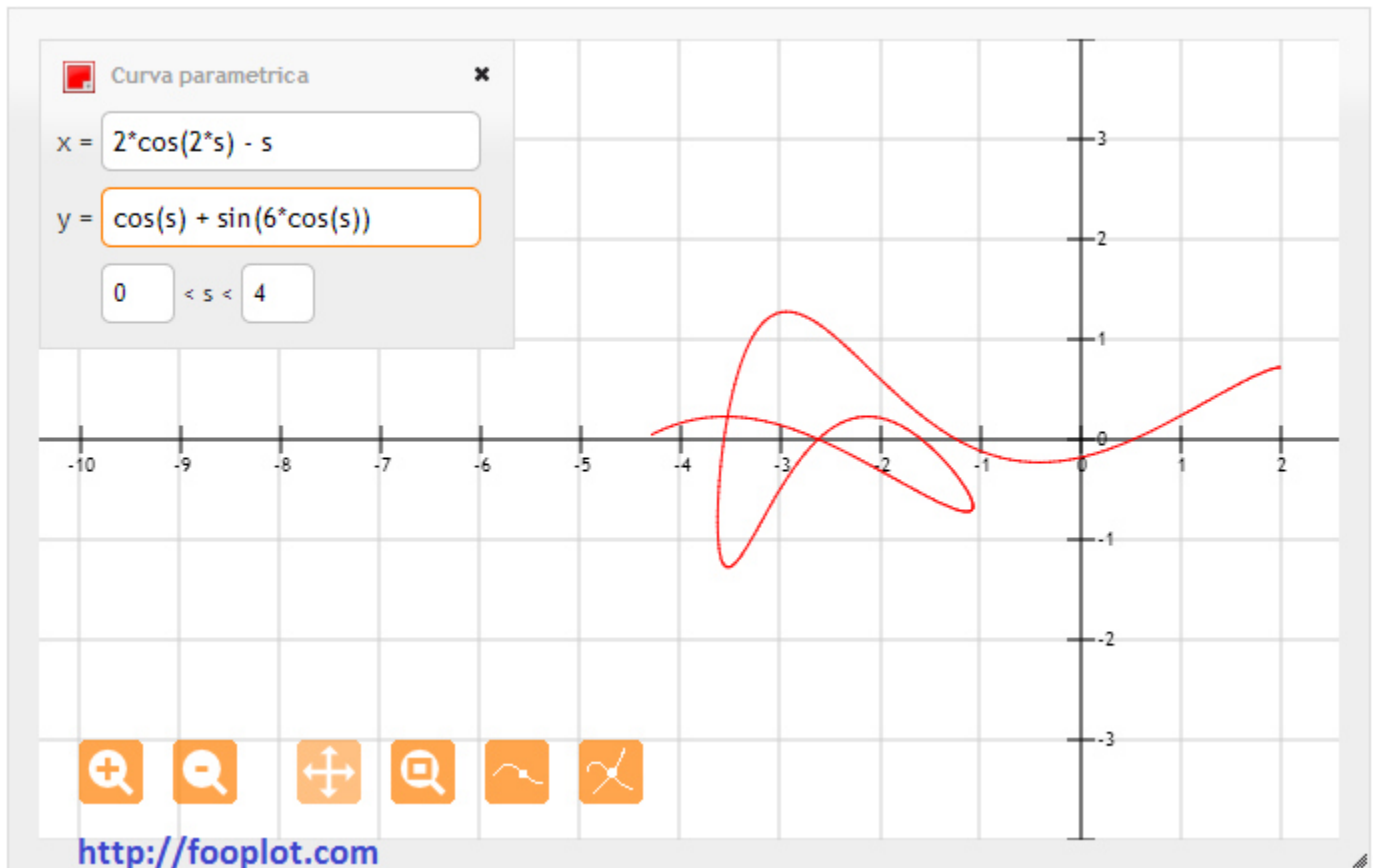 Curva parametrica ✖
x = 2*cos(2*s) - s
y = cos(s) + sin(6*cos(s))
0 < s < 4
3
2
1
0
-10 -9 -8 -7 -6 -5 -4 -3 -2 -1 0 1 2
-1
-2
-3
http://fooplot.com